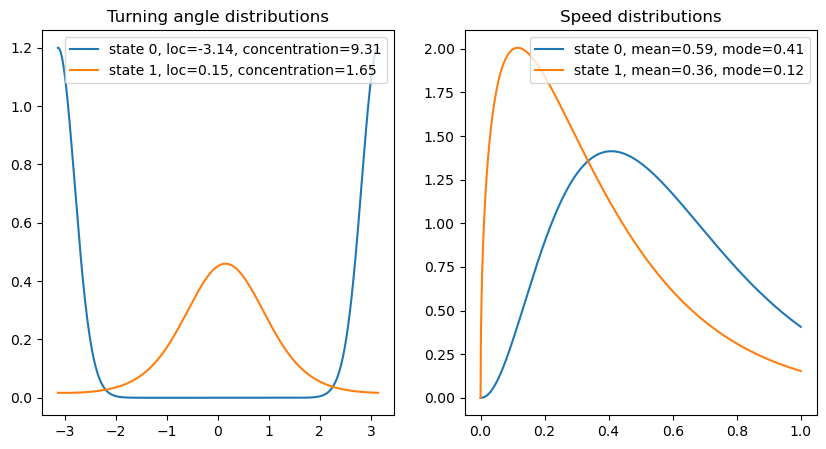 Turning angle distributions
state 0, loc=-3.14, concentration=9.31
state 1, loc=0.15, concentration=1.65
1.2
1.0
0.8
0.6
0.4
0.2
0.0
−3 −2 −1 0 1 2 3
Speed distributions
state 0, mean=0.59, mode=0.41
state 1, mean=0.36, mode=0.12
2.00
1.75
1.50
1.25
1.00
0.75
0.50
0.25
0.00
0.0 0.2 0.4 0.6 0.8 1.0